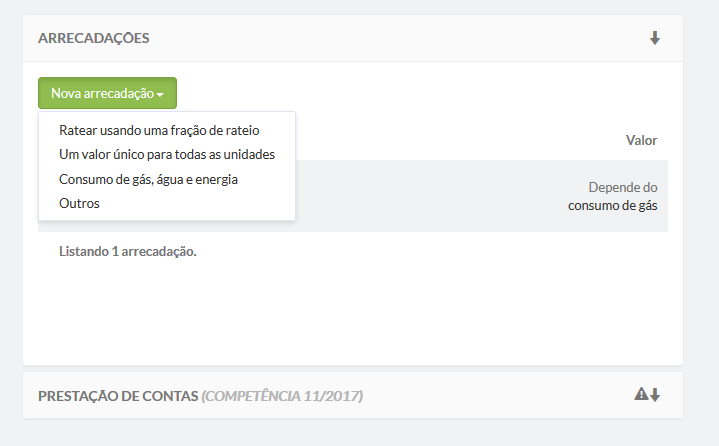 ARRECADAÇÕES
Nova arrecadação
Ratear usando uma fração de rateio
Valor
Um valor único para todas as unidades
Consumo de gás, água e energia
Depende do
consumo de gás
Outros
Listando 1 arrecadação.
PRESTAÇÃO DE CONTAS (COMPETÊNCIA 11/2017)